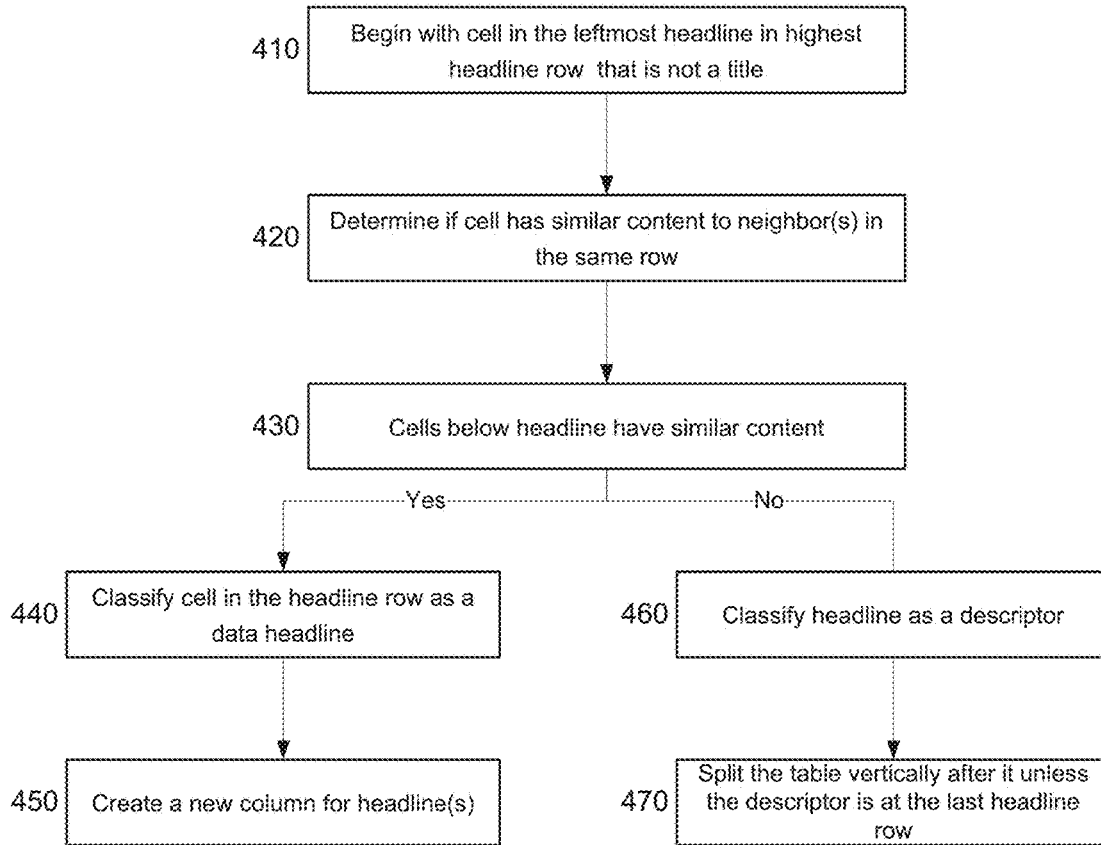 410
Begin with cell in the leftmost headline in highest
headline row that is not a title
420
Determine if cell has similar content to neighbor(s) in
the same row
430
Cells below headline have similar content
Yes
No
440
Classify cell in the headline row as a
data headline
460
Classify headline as a descriptor
450
Create a new column for headline(s)
470
Split the table vertically after it unless
the descriptor is at the last headline
row